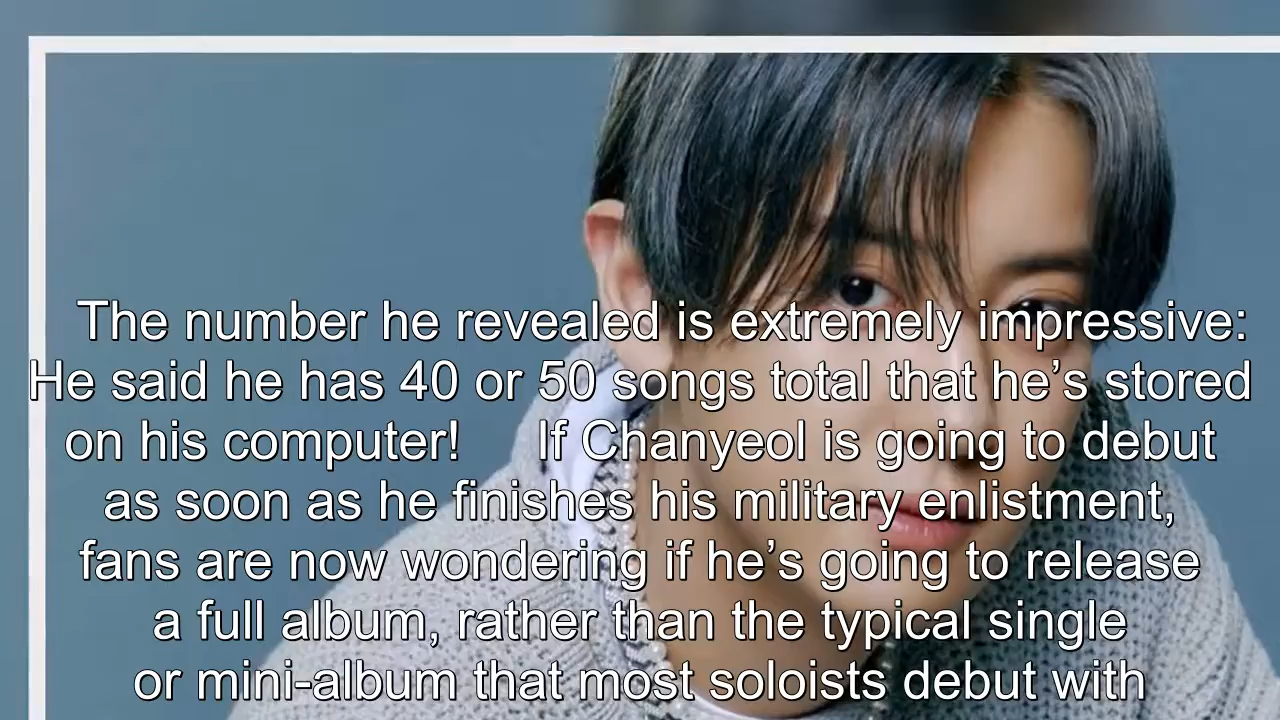 The number he revealed is extremely impressive:
He said he has 40 or 50 songs total that he’s stored
on his computer! If Chanyeol is going to debut
as soon as he finishes his military enlistment,
fans are now wondering if he’s going to release
a full album, rather than the typical single
or mini-album that most soloists debut with